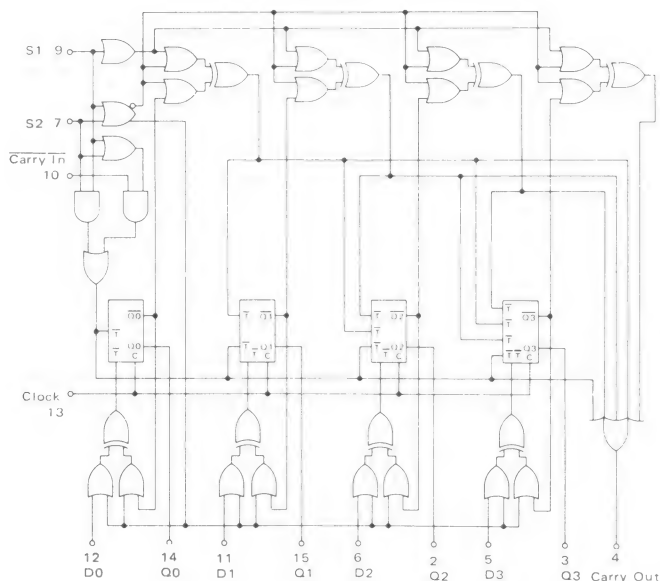 S1 9
S2 7
Carry In
10
Q0
T
Q0
T
C
T
Q1
T
T
Q1
C
T
Q2
T
T
T
Q2
C
T
Q3
T
T
T
T
Q3
C
Clock
13
12
14
11
15
6
2
5
3
4
D0
Q0
D1
Q1
D2
Q2
D3
Q3
Carry Out